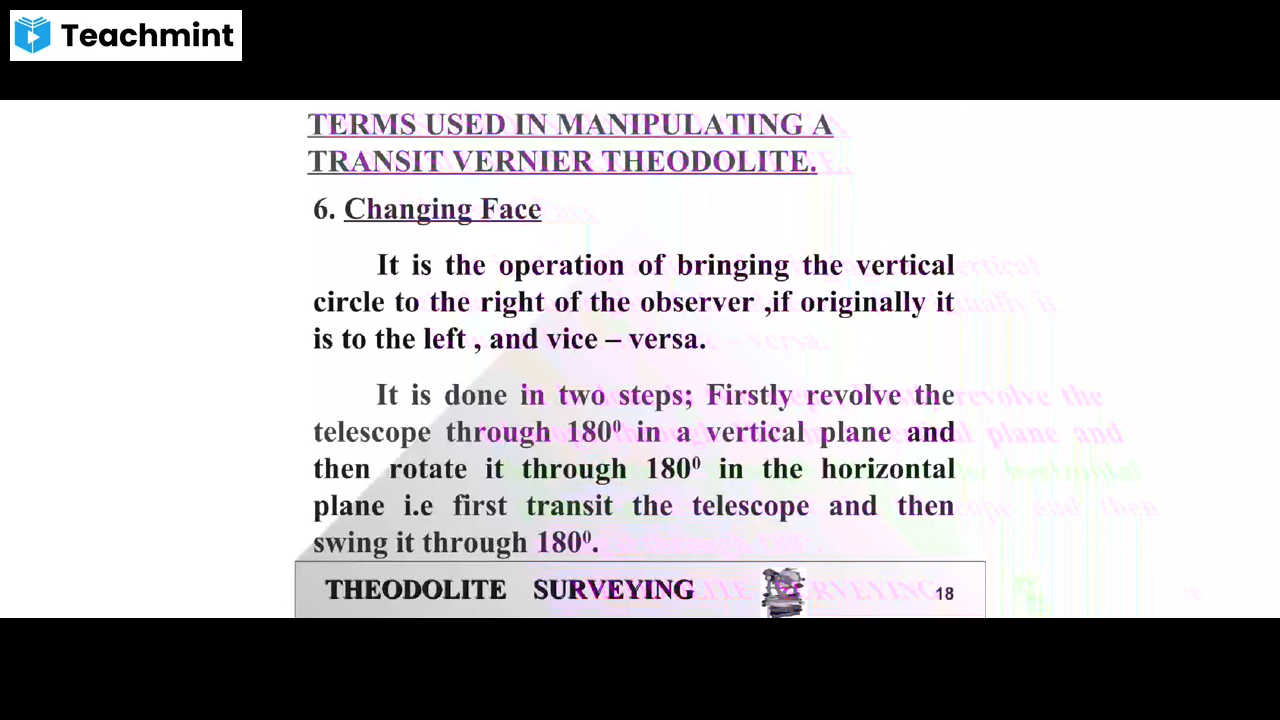 Teachmint
TERMS USED IN MANIPULATING A
TRANSIT VERNIER THEODOLITE.
6. Changing Face
It is the operation of bringing the vertical
circle to the right of the observer ,if originally it
is to the left , and vice – versa.
It is done in two steps; Firstly revolve the
telescope through 180⁰ in a vertical plane and
then rotate it through 180⁰ in the horizontal
plane i.e first transit the telescope and then
swing it through 180⁰.
THEODOLITE SURVEYING 18